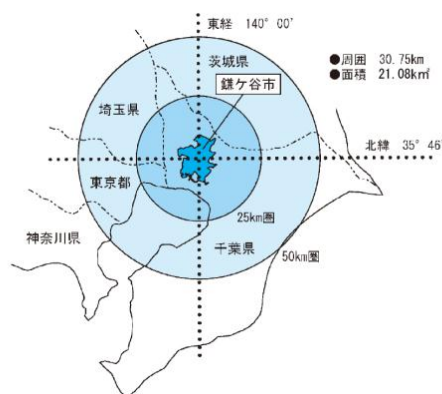 東経 140° 00'
茨城県
●周囲 30.75km
●面積 21.08k㎡
鎌ケ谷市
埼玉県
北緯 35° 46'
東京都
25km圏
神奈川県
千葉県
50km圏